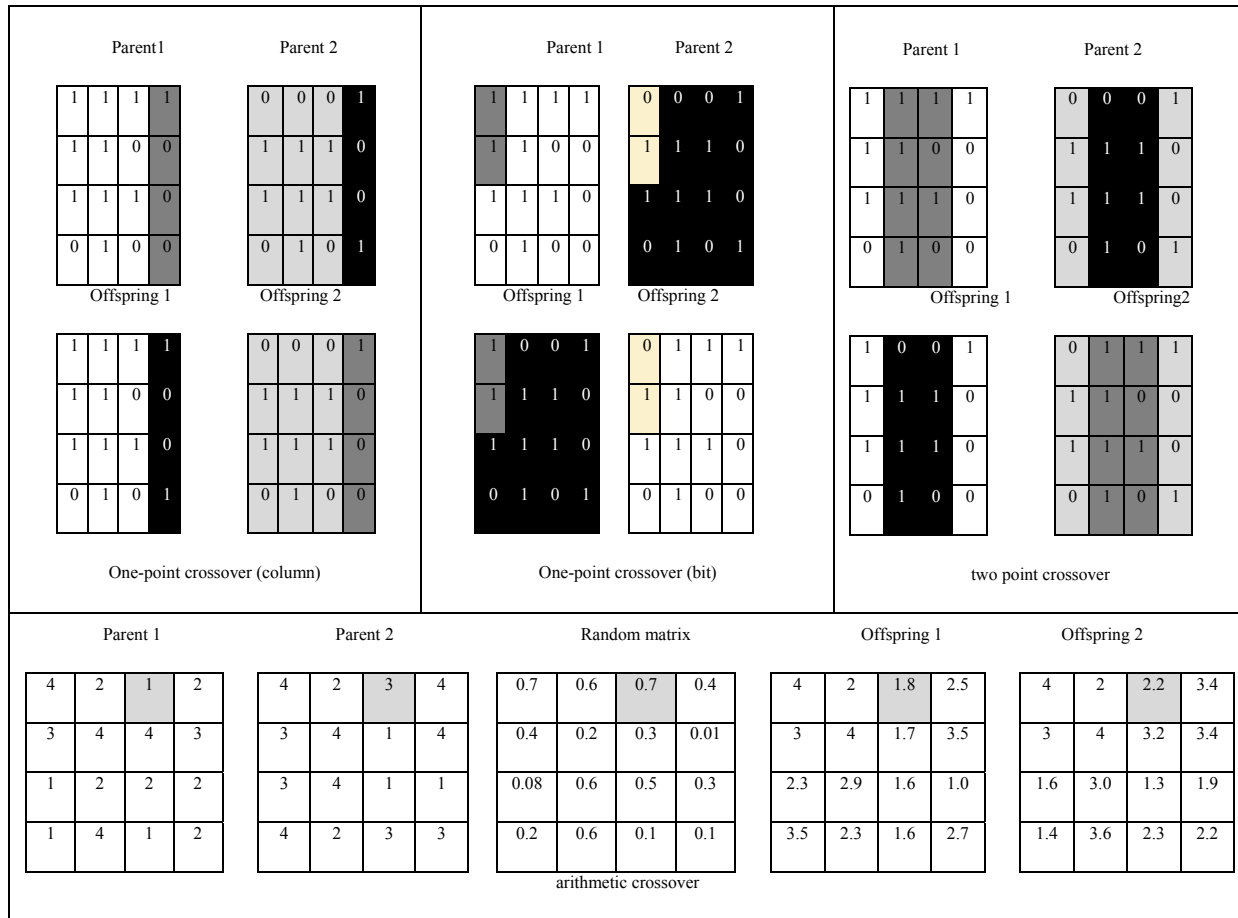 Parent1 Parent 2
1 1 1 1 0 0 0 1
1 1 0 0 1 1 1 0
1 1 1 0 1 1 1 0
0 1 0 0 0 1 0 1
Offspring 1 Offspring 2
1 1 1 1 0 0 0 1
1 1 0 0 1 1 1 0
1 1 1 0 1 1 1 0
0 1 0 1 0 1 0 0
One-point crossover (column)
Parent 1 Parent 2
1 1 1 1 0 0 0 1
1 1 0 0 1 1 1 0
1 1 1 0 1 1 1 0
0 1 0 0 0 1 0 1
Offspring 1 Offspring 2
1 0 0 1 0 1 1 1
1 1 1 0 1 1 0 0
1 1 1 0 1 1 1 0
0 1 0 1 0 1 0 0
One-point crossover (bit)
Parent 1 Parent 2
1 1 1 1 0 0 0 1
1 1 0 0 1 1 1 0
1 1 1 0 1 1 1 0
0 1 0 0 0 1 0 1
Offspring 1 Offspring2
1 0 0 1 0 1 1 1
1 1 1 0 1 1 0 0
1 1 1 0 1 1 1 0
0 1 0 0 0 1 0 1
two point crossover
Parent 1 Parent 2 Random matrix Offspring 1 Offspring 2
4 2 1 2 4 2 3 4 0.7 0.6 0.7 0.4 4 2 1.8 2.5 4 2 2.2 3.4
3 4 4 3 3 4 1 4 0.4 0.2 0.3 0.01 3 4 1.7 3.5 3 4 3.2 3.4
1 2 2 2 3 4 1 1 0.08 0.6 0.5 0.3 2.3 2.9 1.6 1.0 1.6 3.0 1.3 1.9
1 4 1 2 4 2 3 3 0.2 0.6 0.1 0.1 3.5 2.3 1.6 2.7 1.4 3.6 2.3 2.2
arithmetic crossover